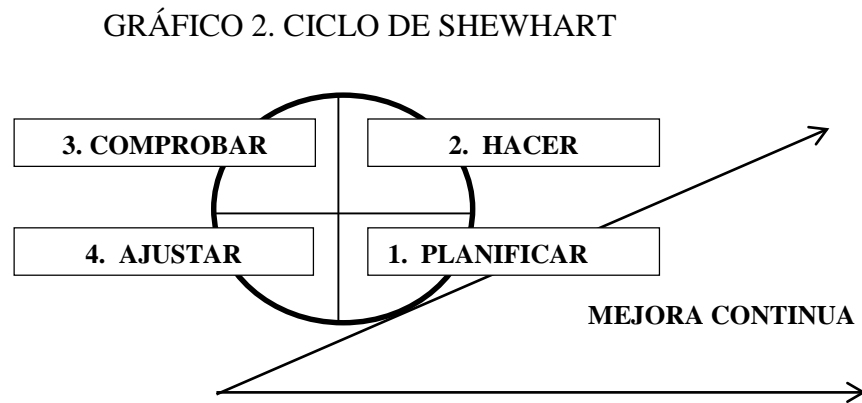 GRÁFICO 2. CICLO DE SHEWHART
3. COMPROBAR
2. HACER
4. AJUSTAR
1. PLANIFICAR
MEJORA CONTINUA